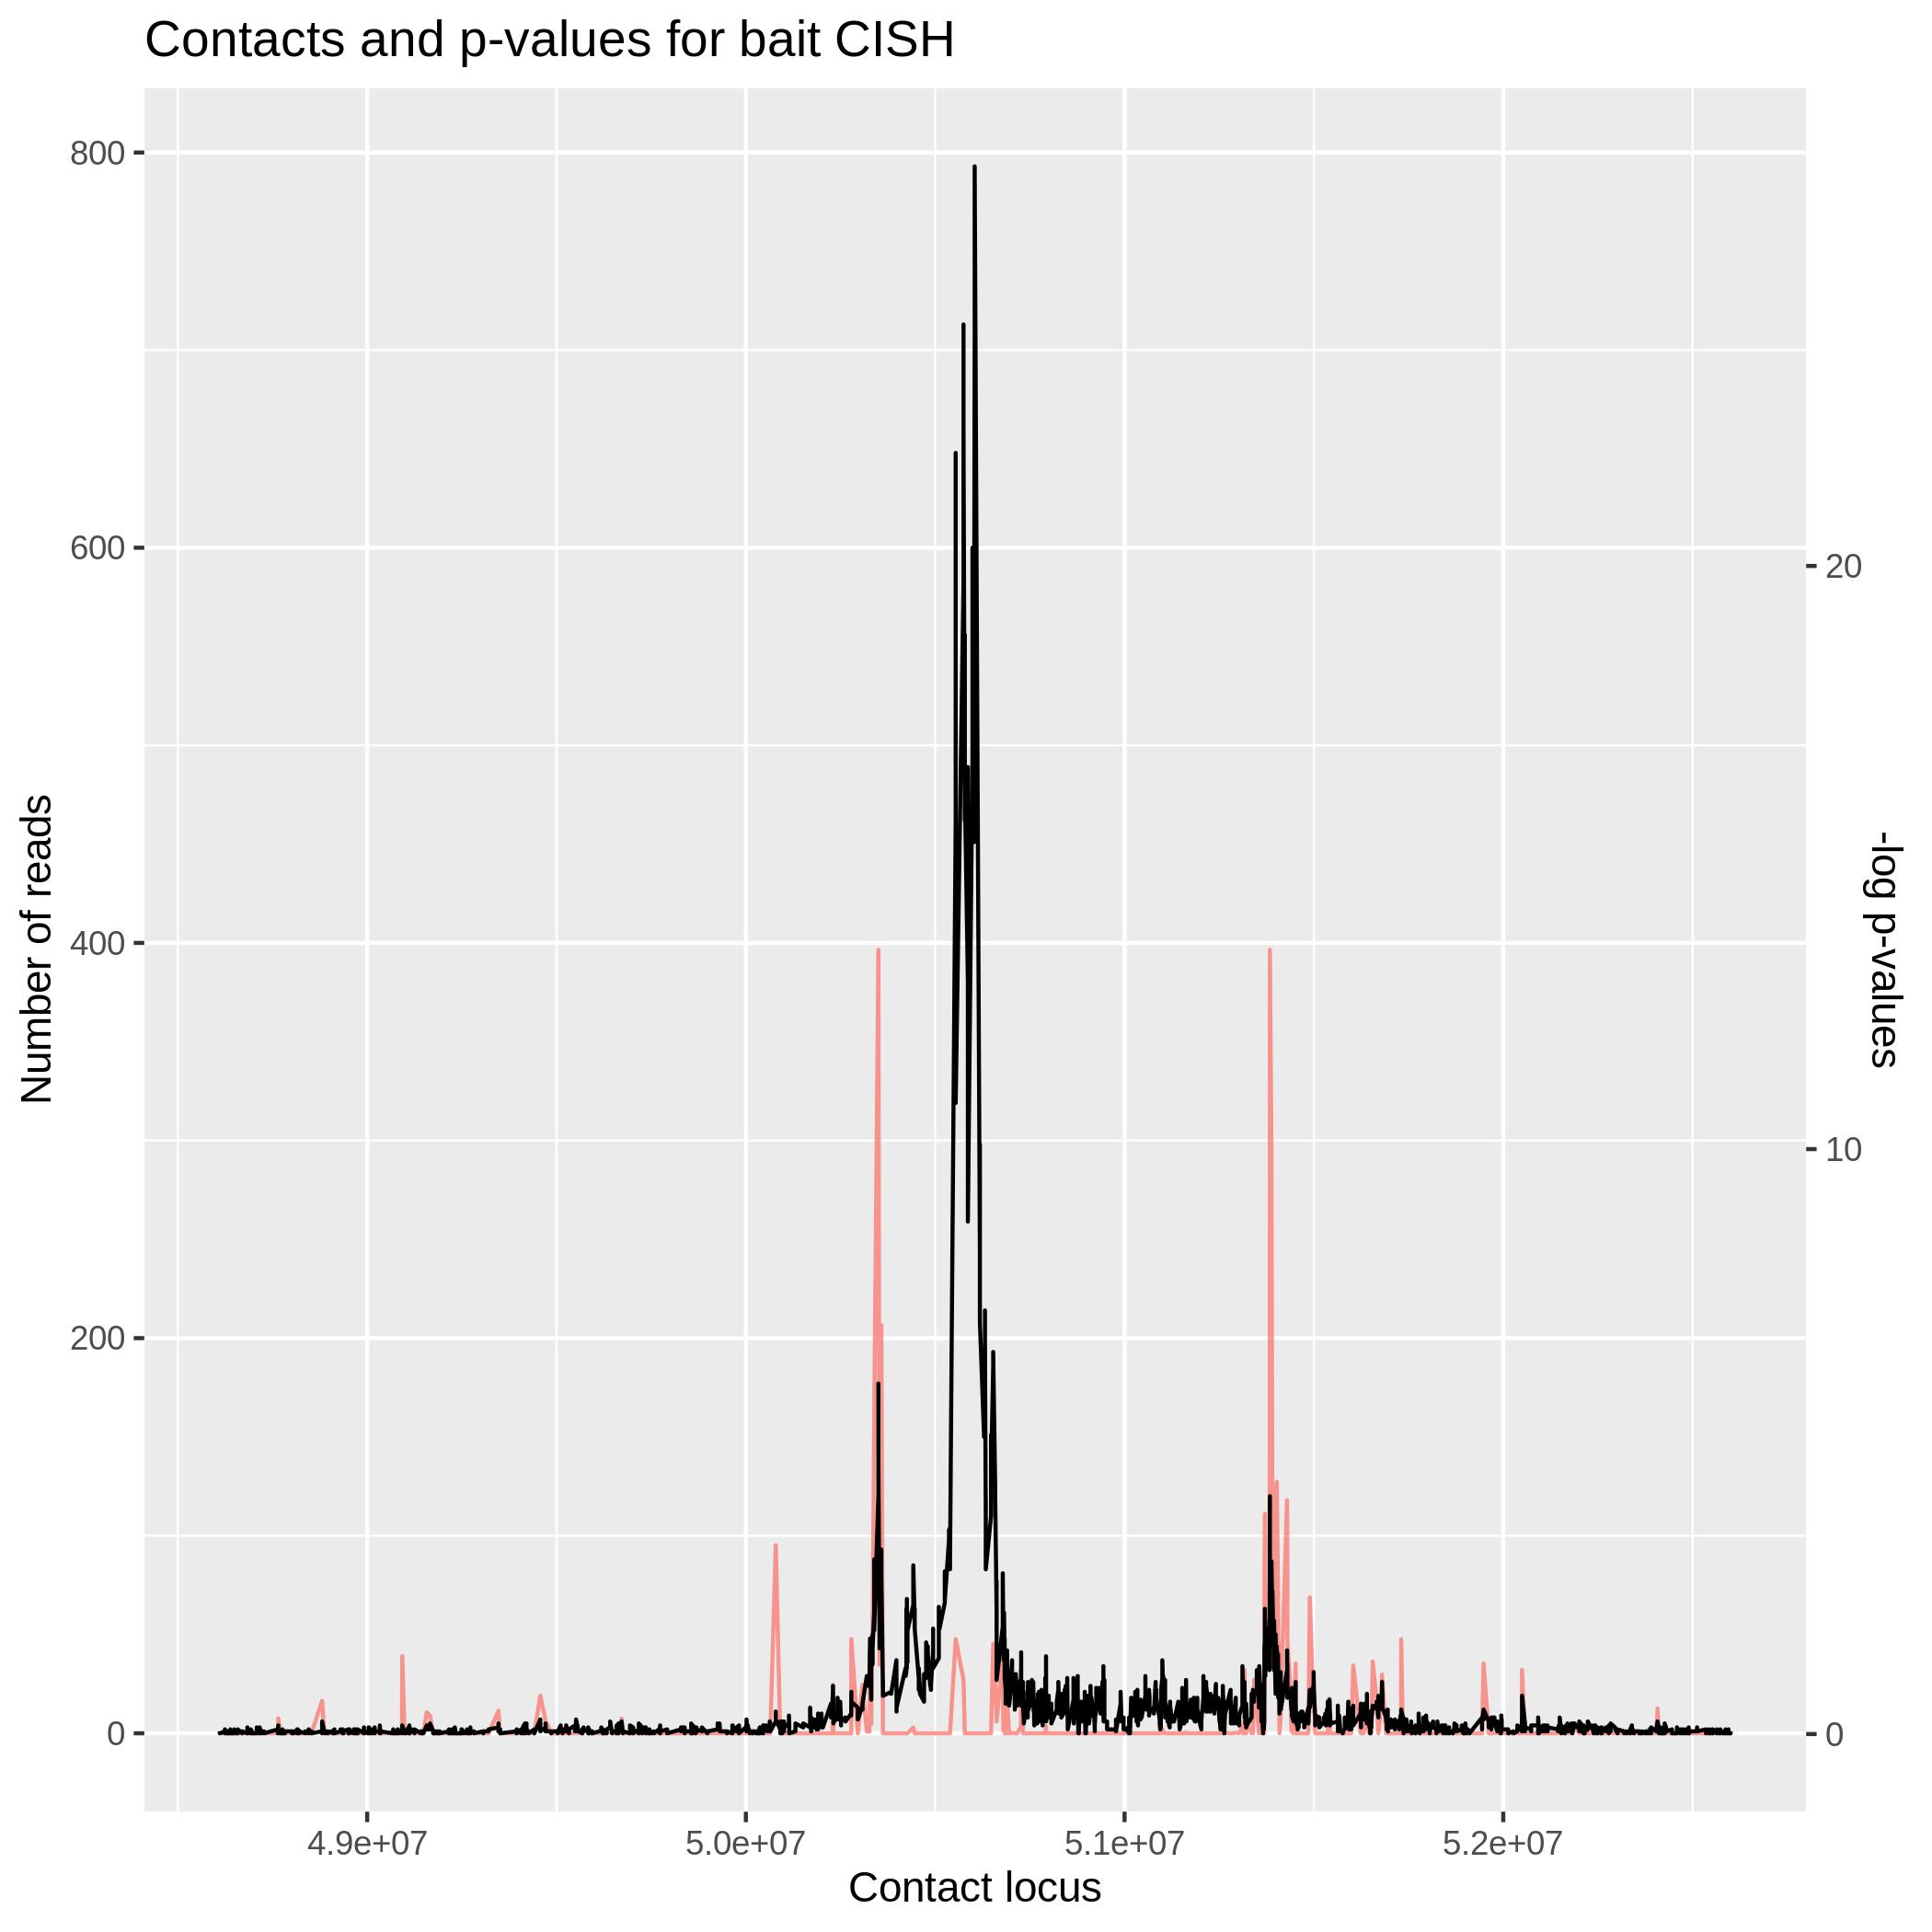 Contacts and p-values for bait CISH
800
600
400
200
0
Number of reads
20
10
0
-log p-values
4.9e+07
5.0e+07
5.1e+07
5.2e+07
Contact locus